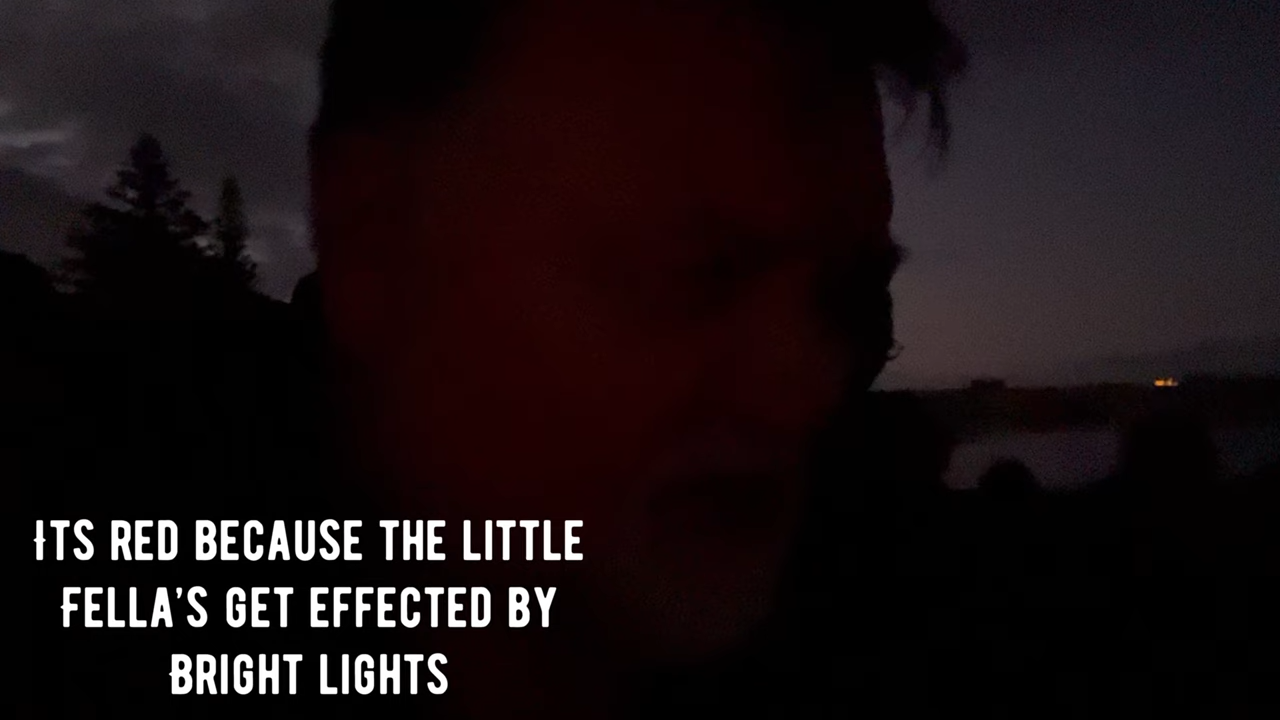 Its red because the little
fella's get effected by
bright lights